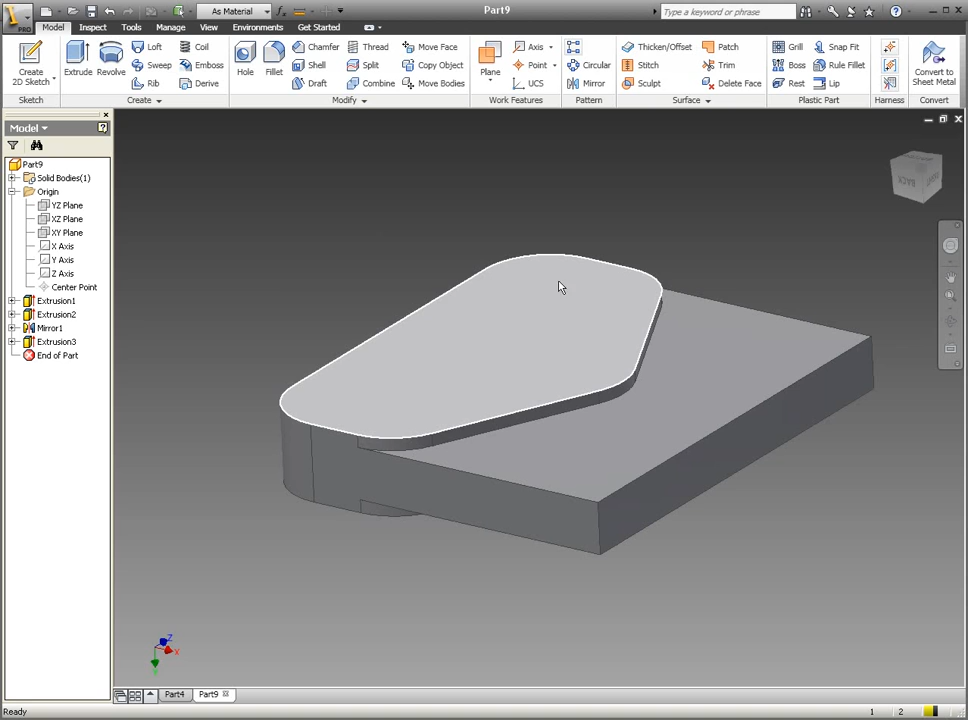 As Material
Part9
Type a keyword or phrase
PRO
Model
Inspect
Tools
Manage
View
Environments
Get Started
Create
2D Sketch
Extrude
Revolve
Loft
Sweep
Rib
Coil
Emboss
Derive
Hole
Fillet
Chamfer
Shell
Draft
Thread
Split
Combine
Move Face
Copy Object
Move Bodies
Plane
Axis
Point
UCS
Circular
Mirror
Thicken/Offset
Stitch
Sculpt
Patch
Trim
Delete Face
Grill
Boss
Rest
Snap Fit
Rule Fillet
Lip
Convert to
Sheet Metal
Sketch
Create
Modify
Work Features
Pattern
Surface
Plastic Part
Harness
Convert
Model
Part9
Solid Bodies(1)
Origin
YZ Plane
XZ Plane
XY Plane
X Axis
Y Axis
Z Axis
Center Point
Extrusion1
Extrusion2
Mirror1
Extrusion3
End of Part
BACK
Z
X
Y
Part4
Part9
Ready
1
2